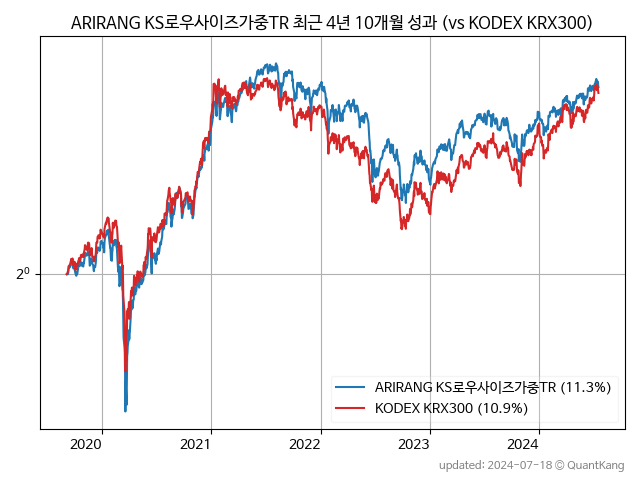 ARIRANG KS로우사이즈가중TR 최근 4년 10개월 성과 (vs KODEX KRX300)
2⁰
ARIRANG KS로우사이즈가중TR (11.3%)
KODEX KRX300 (10.9%)
2020 2021 2022 2023 2024
updated: 2024-07-18 © QuantKang